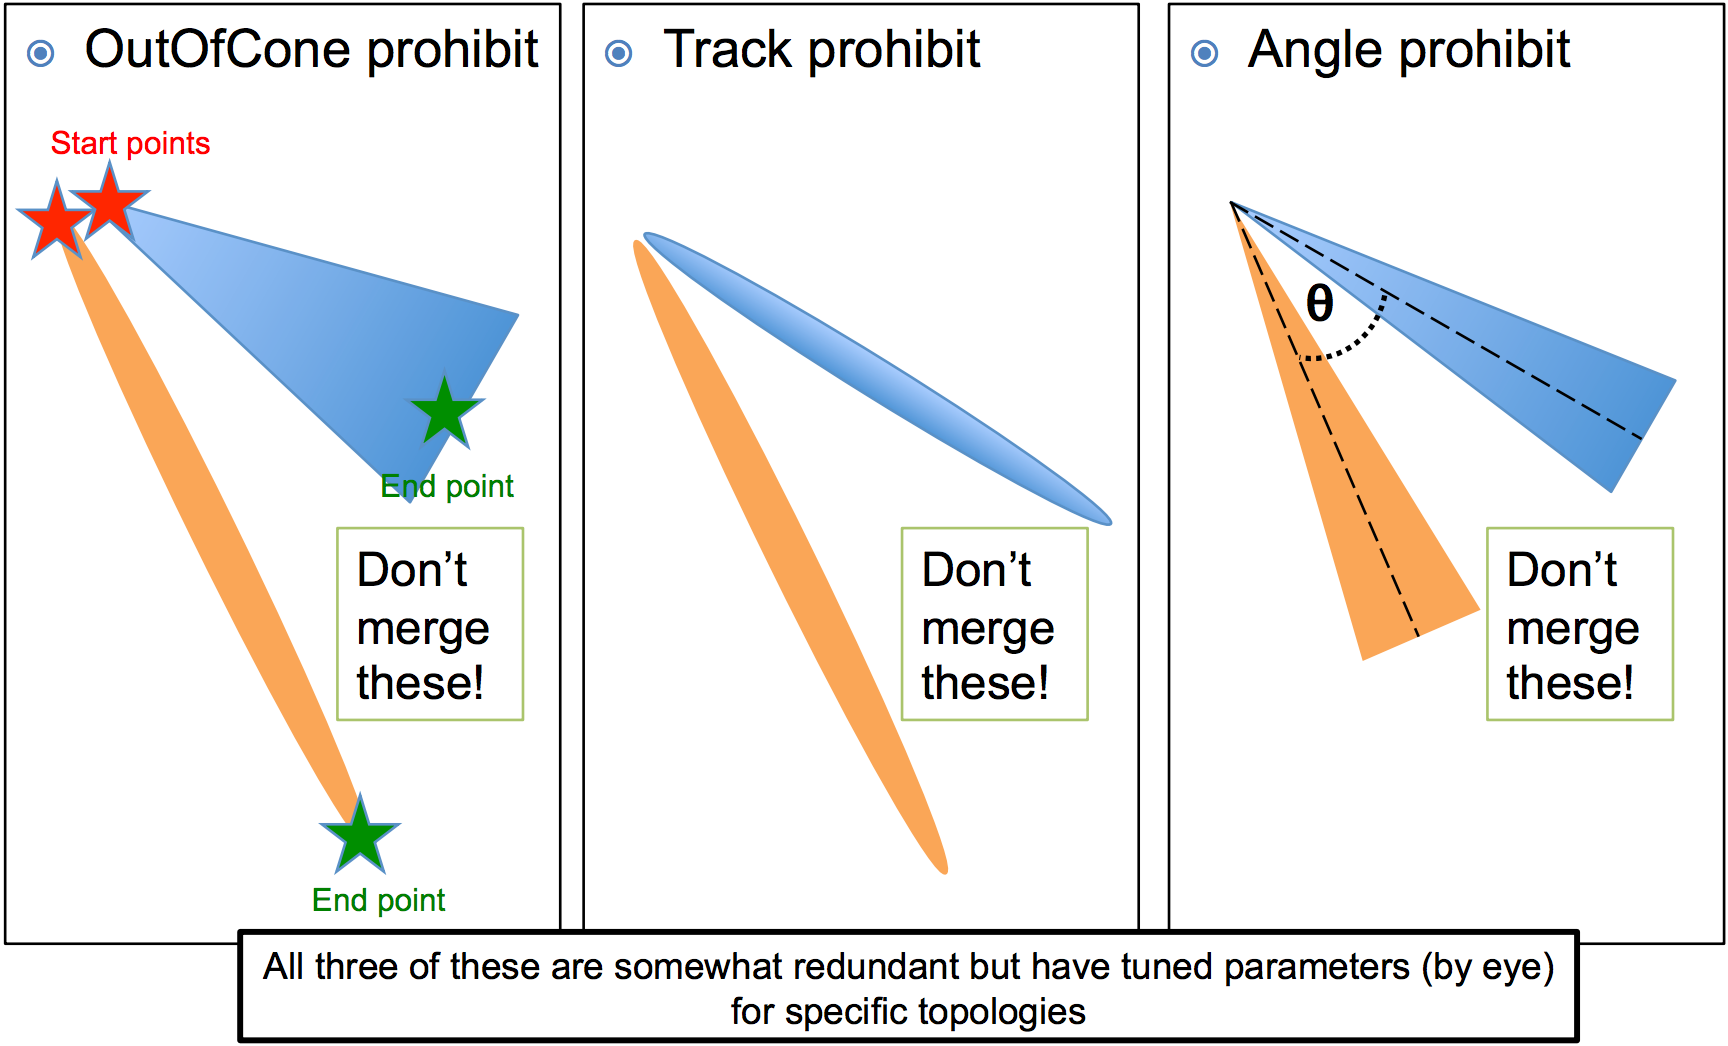 OutOfCone prohibit
Start points
End point
Don't
merge
these!
End point
Track prohibit
Don't
merge
these!
Angle prohibit
θ
Don't
merge
these!
All three of these are somewhat redundant but have tuned parameters (by eye)
for specific topologies